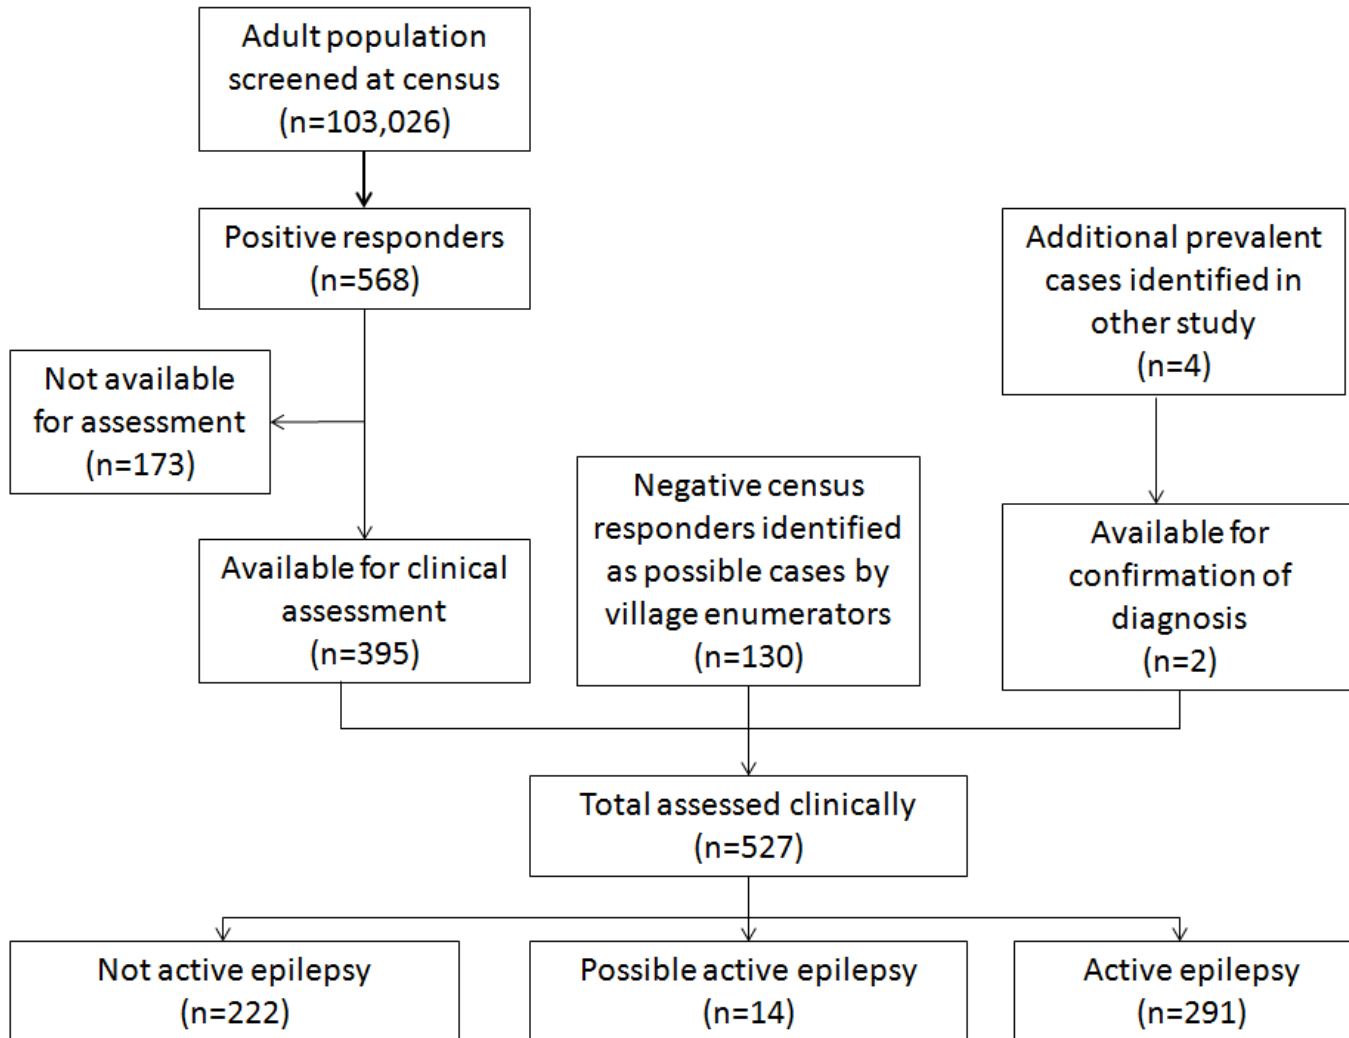 Adult population
screened at census
(n=103,026)
Positive responders
(n=568)
Additional prevalent
cases identified in
other study
(n=4)
Not available
for assessment
(n=173)
Negative census
responders identified
as possible cases by
village enumerators
(n=130)
Available for clinical
assessment
(n=395)
Available for
confirmation of
diagnosis
(n=2)
Total assessed clinically
(n=527)
Not active epilepsy
(n=222)
Possible active epilepsy
(n=14)
Active epilepsy
(n=291)